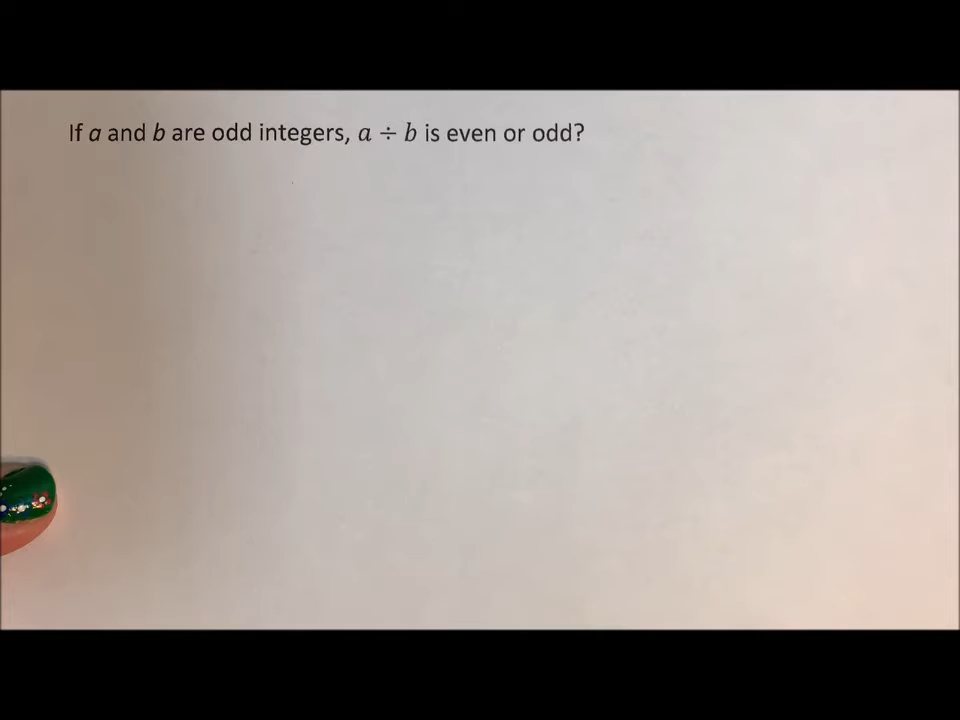 If a and b are odd integers, a ÷ b is even or odd?